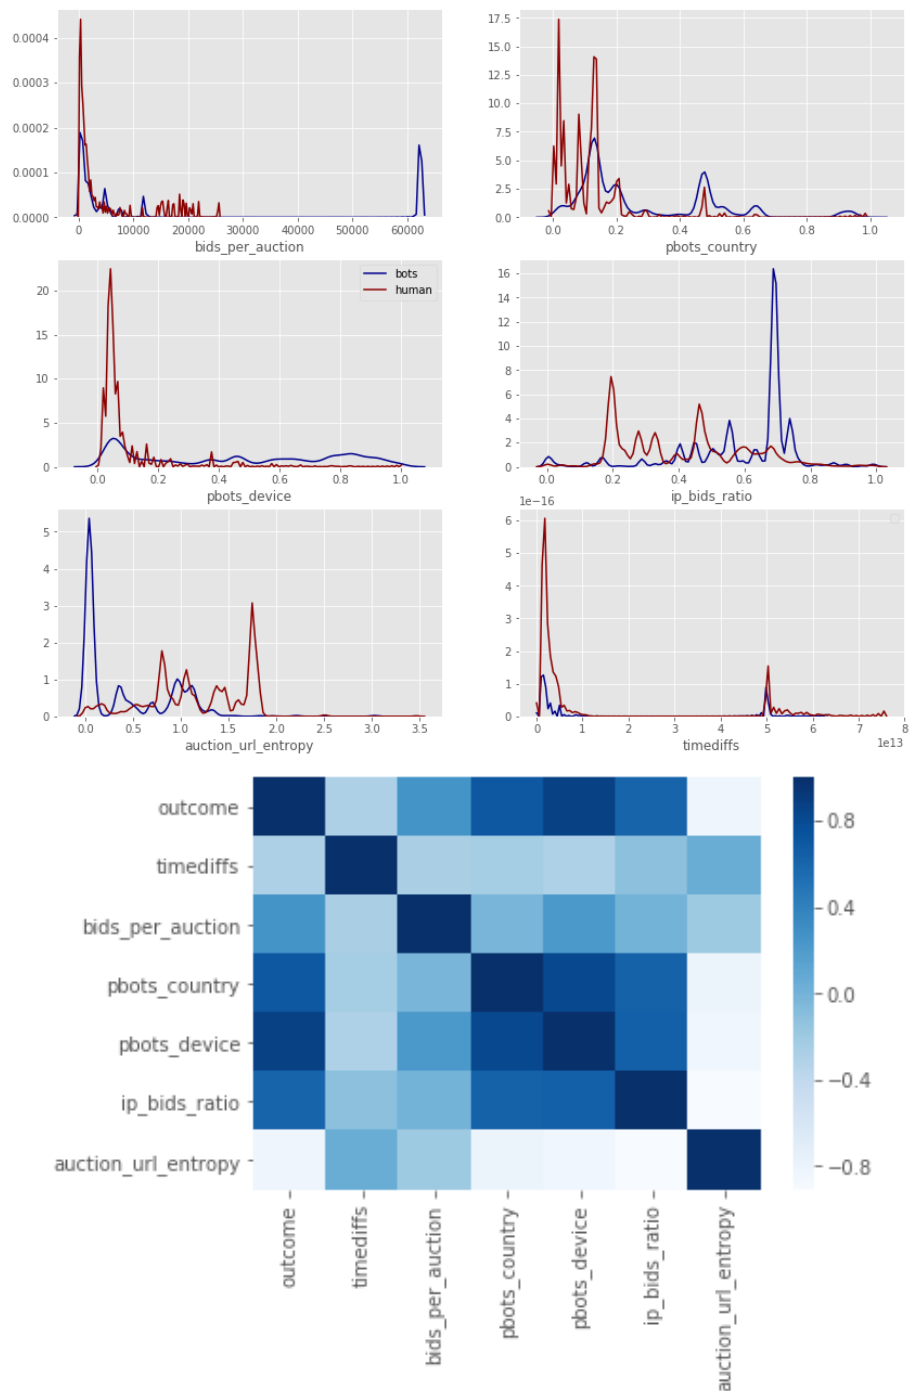 0.0004
0.0003
0.0002
0.0001
0.0000
0 10000 20000 30000 40000 50000 60000
bids_per_auction
17.5
15.0
12.5
10.0
7.5
5.0
2.5
0.0
0.0 0.2 0.4 0.6 0.8 1.0
pbots_country
20
15
10
5
0
bots
human
0.0 0.2 0.4 0.6 0.8 1.0
pbots_device
16
14
12
10
8
6
4
2
0
0.0 0.2 0.4 0.6 0.8 1.0
ip_bids_ratio
5
4
3
2
1
0
0.0 0.5 1.0 1.5 2.0 2.5 3.0 3.5
auction_url_entropy
1e−16
6
5
4
3
2
1
0
0 1 2 3 4 5 6 7 8
timediffs
1e13
outcome
timediffs
bids_per_auction
pbots_country
pbots_device
ip_bids_ratio
auction_url_entropy
outcome
timediffs
bids_per_auction
pbots_country
pbots_device
ip_bids_ratio
auction_url_entropy
0.8
0.4
0.0
−0.4
−0.8